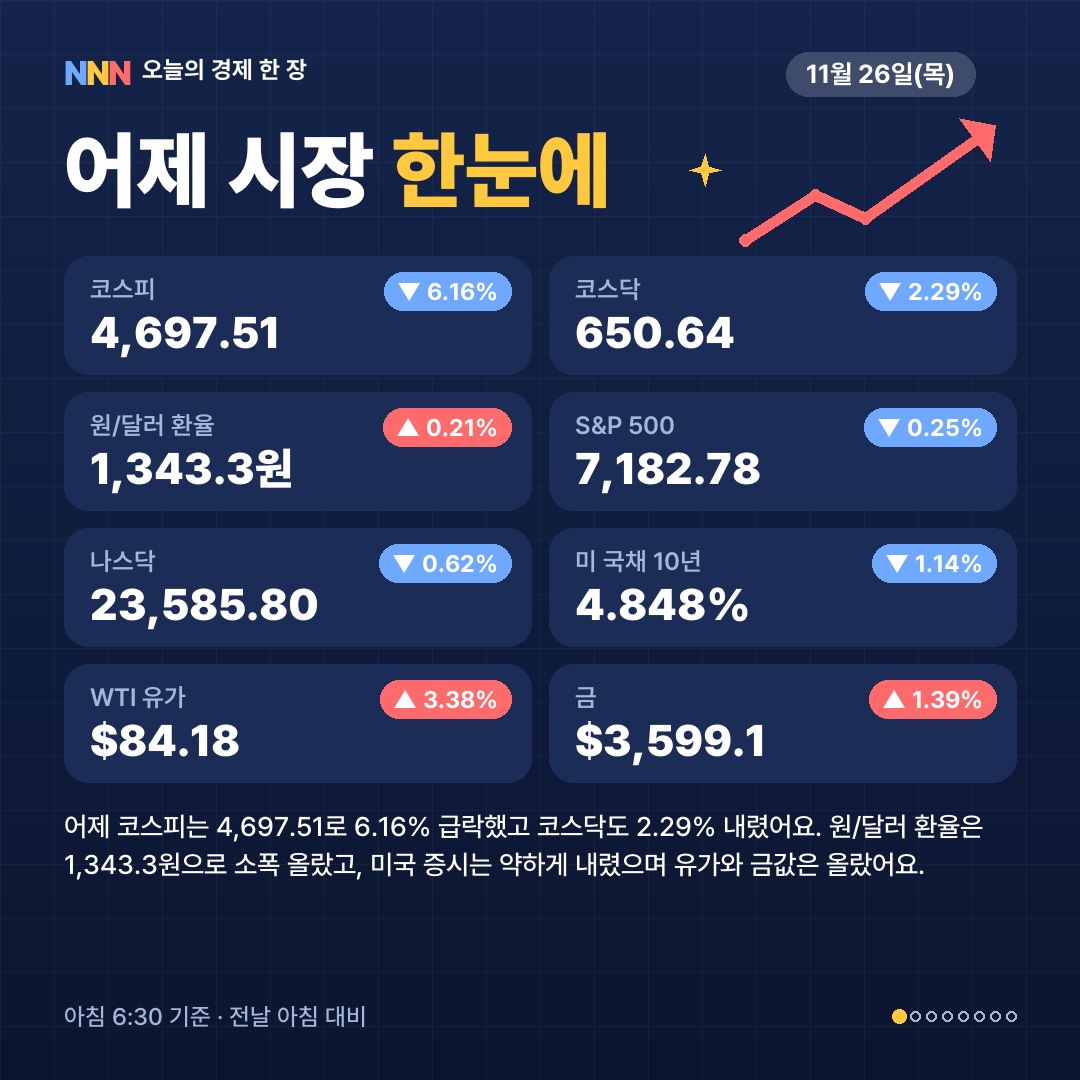 NNN 오늘의 경제 한 장
11월 26일(목)
어제 시장 한눈에
코스피
▼ 6.16%
4,697.51
코스닥
▼ 2.29%
650.64
원/달러 환율
▲ 0.21%
1,343.3원
S&P 500
▼ 0.25%
7,182.78
나스닥
▼ 0.62%
23,585.80
미 국채 10년
▼ 1.14%
4.848%
WTI 유가
▲ 3.38%
$84.18
금
▲ 1.39%
$3,599.1
어제 코스피는 4,697.51로 6.16% 급락했고 코스닥도 2.29% 내렸어요. 원/달러 환율은
1,343.3원으로 소폭 올랐고, 미국 증시는 약하게 내렸으며 유가와 금값은 올랐어요.
아침 6:30 기준 · 전날 아침 대비